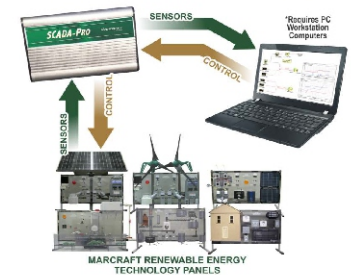 SENSORS
*Requires PC
Workstation
Computers
SCADA-PRO
CONTROL
SENSORS
CONTROL
MARCRAFT RENEWABLE ENERGY
TECHNOLOGY PANELS